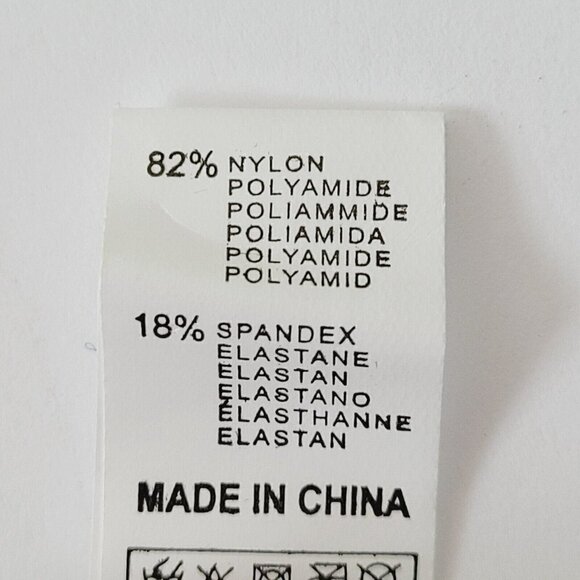 82% NYLON
POLYAMIDE
POLIAMMIDE
POLIAMIDA
POLYAMIDE
POLYAMID
18% SPANDEX
ELASTANE
ELASTAN
ELASTANO
ÉLASTHANNE
ELASTAN
MADE IN CHINA